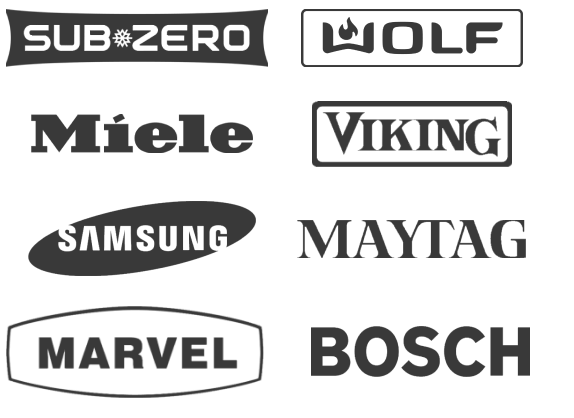 SUB ZERO
WOLF
Miele
VIKING
SAMSUNG
MAYTAG
MARVEL
BOSCH